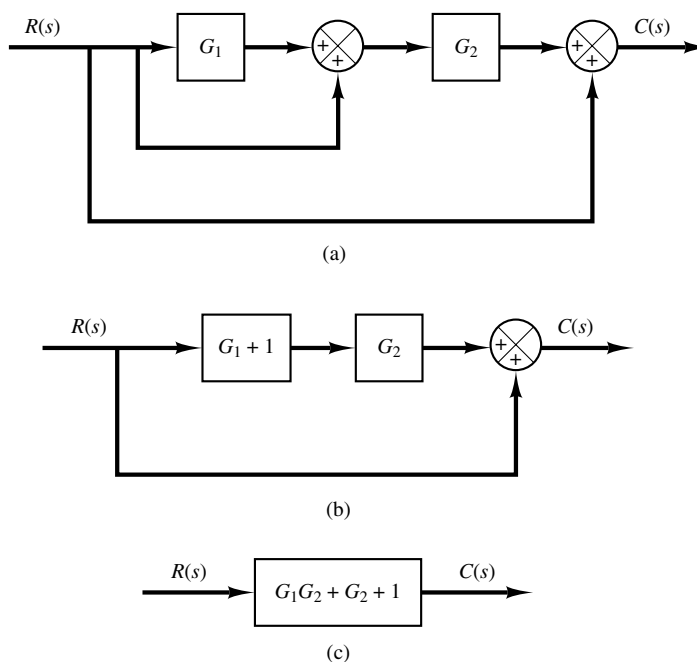 R(s) G₁ + + G₂ + + C(s)
(a)
R(s) G₁ + 1 G₂ + + C(s)
(b)
R(s) G₁G₂ + G₂ + 1 C(s)
(c)